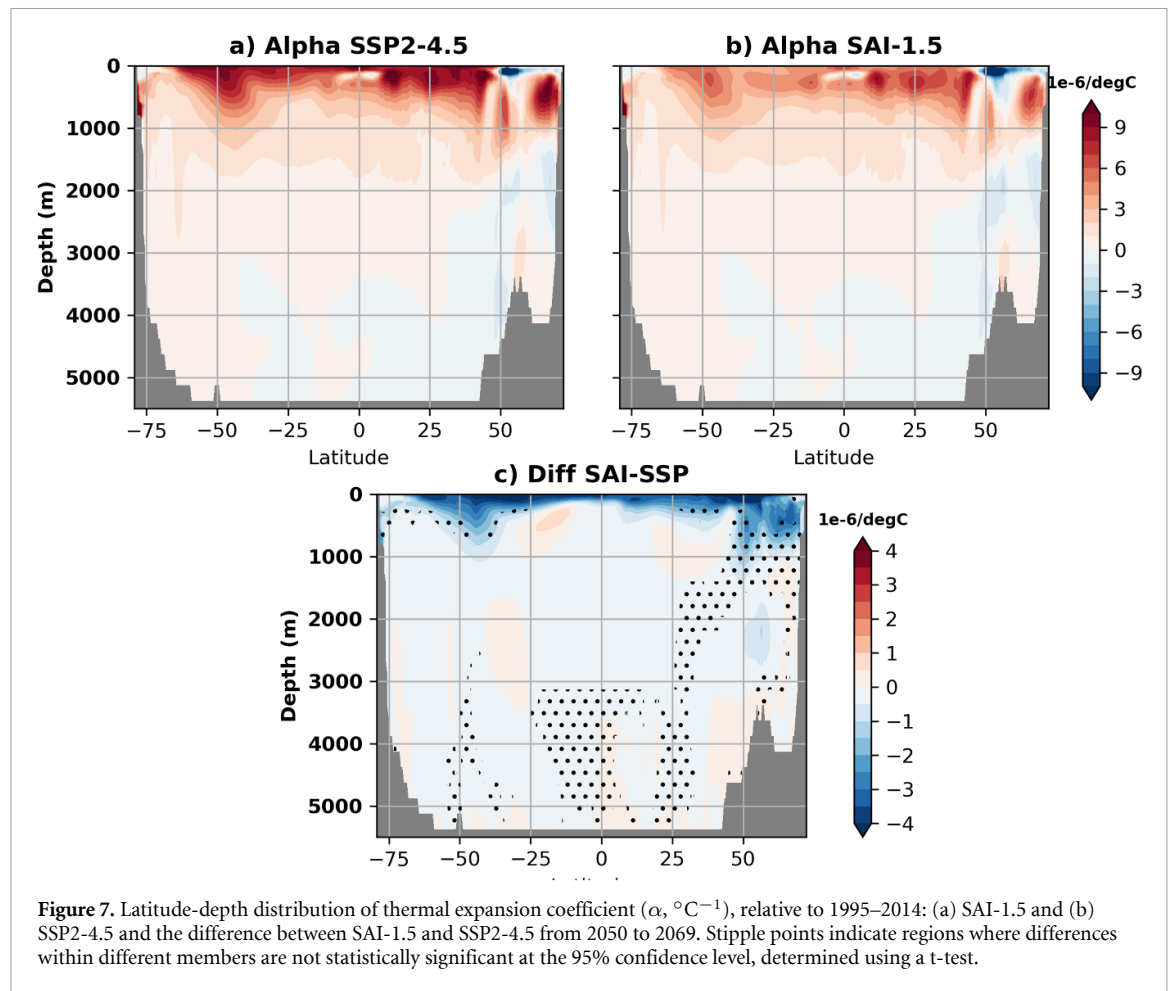 a) Alpha SSP2-4.5
b) Alpha SAI-1.5
0
1000
2000
3000
4000
5000
Depth (m)
−75 −50 −25 0 25 50
Latitude
−75 −50 −25 0 25 50
Latitude
1e-6/degC
9
6
3
0
−3
−6
−9
c) Diff SAI-SSP
0
1000
2000
3000
4000
5000
Depth (m)
−75 −50 −25 0 25 50
1e-6/degC
4
3
2
1
0
−1
−2
−3
−4
Figure 7. Latitude-depth distribution of thermal expansion coefficient (α, °C−1), relative to 1995–2014: (a) SAI-1.5 and (b)
SSP2-4.5 and the difference between SAI-1.5 and SSP2-4.5 from 2050 to 2069. Stipple points indicate regions where differences
within different members are not statistically significant at the 95% confidence level, determined using a t-test.